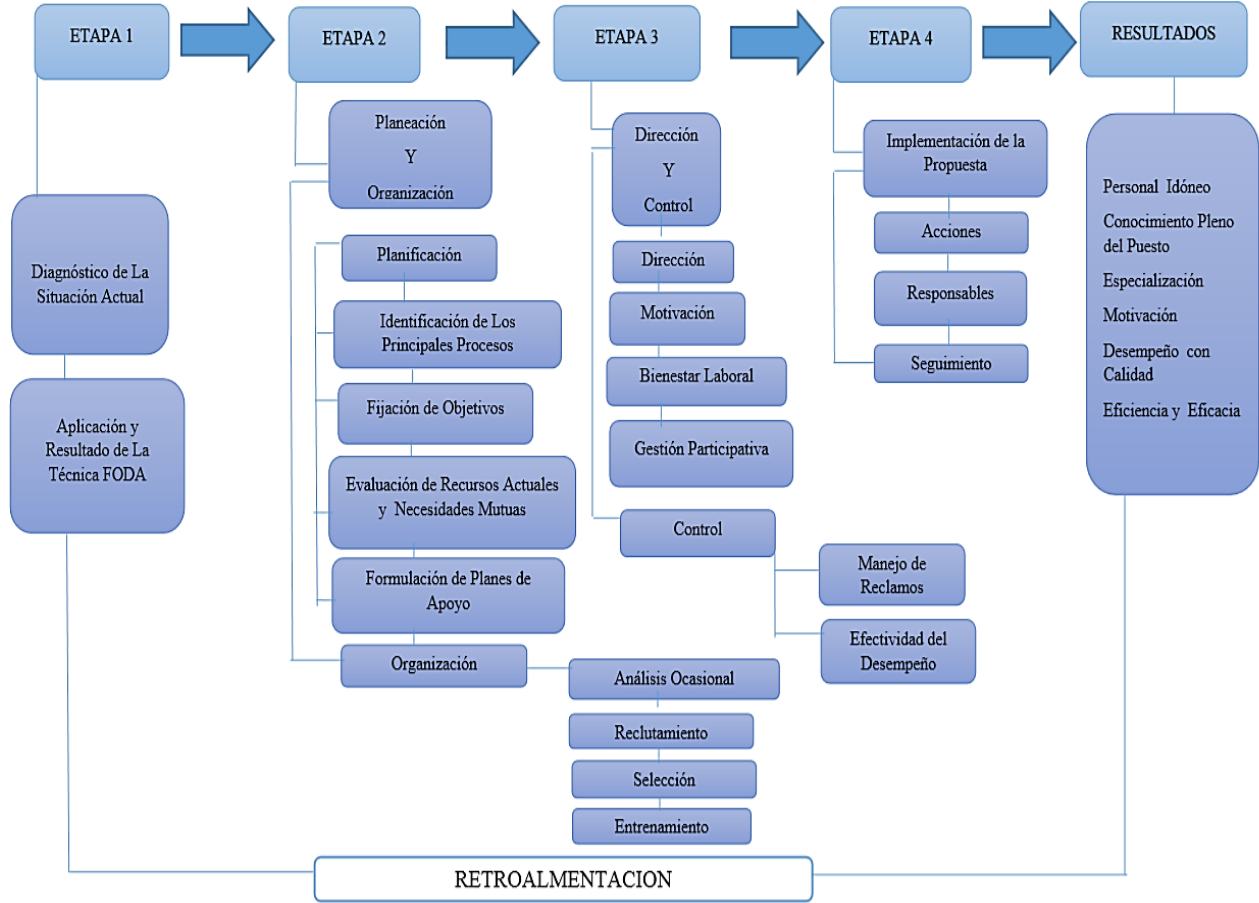 ETAPA 1
ETAPA 2
ETAPA 3
ETAPA 4
RESULTADOS
Diagnóstico de La
Situación Actual
Aplicación y
Resultado de La
Técnica FODA
Planeación
Y
Organización
Planificación
Identificación de Los
Principales Procesos
Fijación de Objetivos
Evaluación de Recursos Actuales
y Necesidades Mutuas
Formulación de Planes de
Apoyo
Organización
Análisis Ocasional
Reclutamiento
Selección
Entrenamiento
Dirección
Y
Control
Dirección
Motivación
Bienestar Laboral
Gestión Participativa
Control
Manejo de
Reclamos
Efectividad del
Desempeño
Implementación de la
Propuesta
Acciones
Responsables
Seguimiento
Personal Idóneo
Conocimiento Pleno
del Puesto
Especialización
Motivación
Desempeño con
Calidad
Eficiencia y Eficacia
RETROALMENTACION